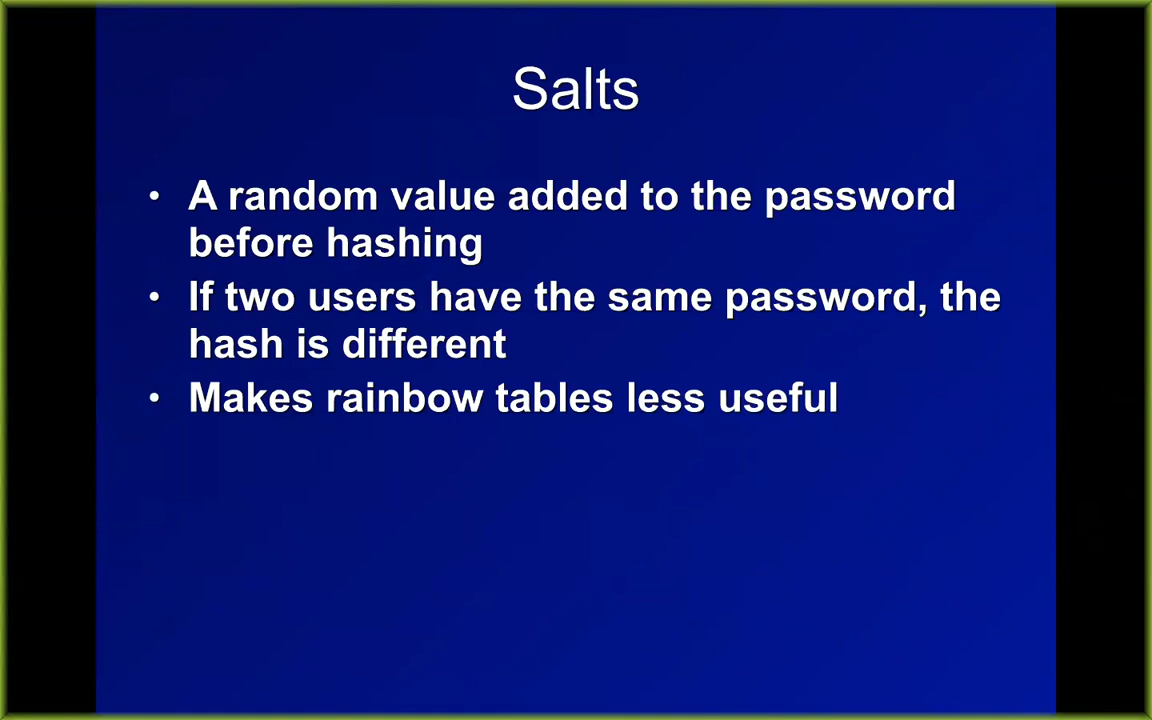 Salts
• A random value added to the password
before hashing
• If two users have the same password, the
hash is different
• Makes rainbow tables less useful